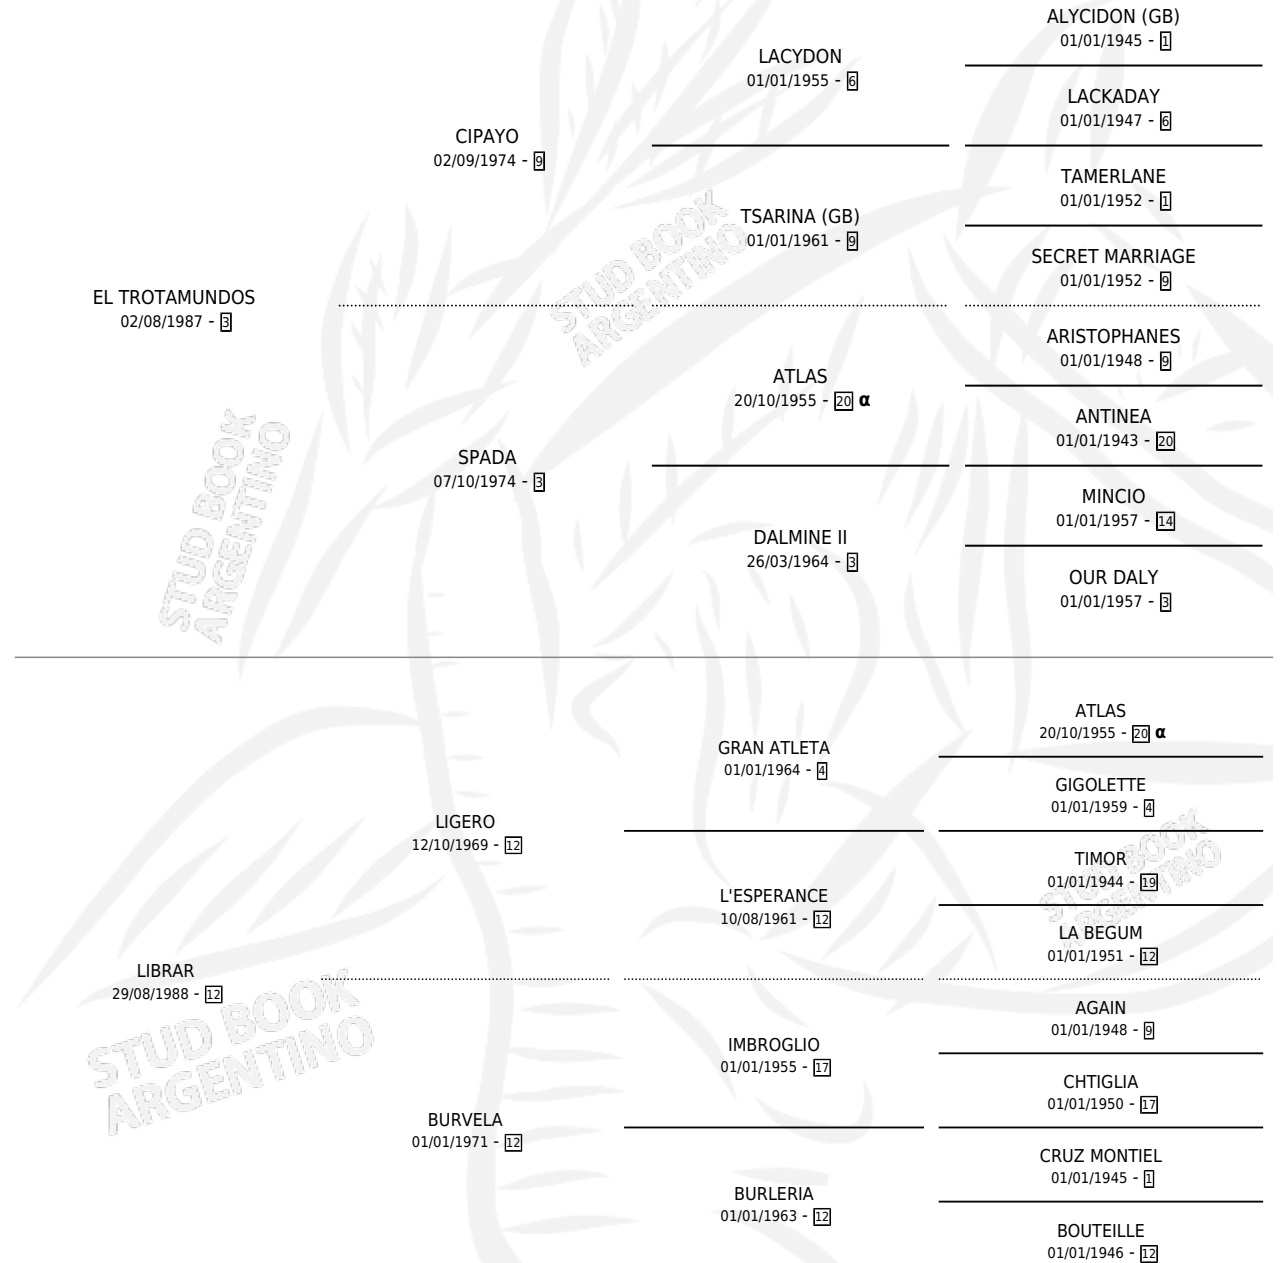 ALYCIDON (GB)
01/01/1945 - 1
LACYDON
01/01/1955 - 6
LACKADAY
01/01/1947 - 6
CIPAYO
02/09/1974 - 9
TAMERLANE
01/01/1952 - 1
TSARINA (GB)
01/01/1961 - 9
SECRET MARRIAGE
01/01/1952 - 9
EL TROTAMUNDOS
02/08/1987 - 3
ARISTOPHANES
01/01/1948 - 9
ATLAS
20/10/1955 - 20 α
ANTINEA
01/01/1943 - 20
SPADA
07/10/1974 - 3
MINCIO
01/01/1957 - 14
DALMINE II
26/03/1964 - 3
OUR DALY
01/01/1957 - 3
ATLAS
20/10/1955 - 20 α
GRAN ATLETA
01/01/1964 - 4
GIGOLETTE
01/01/1959 - 4
LIGERO
12/10/1969 - 12
TIMOR
01/01/1944 - 19
L'ESPERANCE
10/08/1961 - 12
LA BEGUM
01/01/1951 - 12
LIBRAR
29/08/1988 - 12
AGAIN
01/01/1948 - 9
IMBROGLIO
01/01/1955 - 17
CHTIGLIA
01/01/1950 - 17
BURVELA
01/01/1971 - 12
CRUZ MONTIEL
01/01/1945 - 1
BURLERIA
01/01/1963 - 12
BOUTEILLE
01/01/1946 - 12
STUD BOOK
ARGENTINO
STUD BOOK
ARGENTINO
STUD BOOK
ARGENTINO
STUD BOOK
ARGENTINO